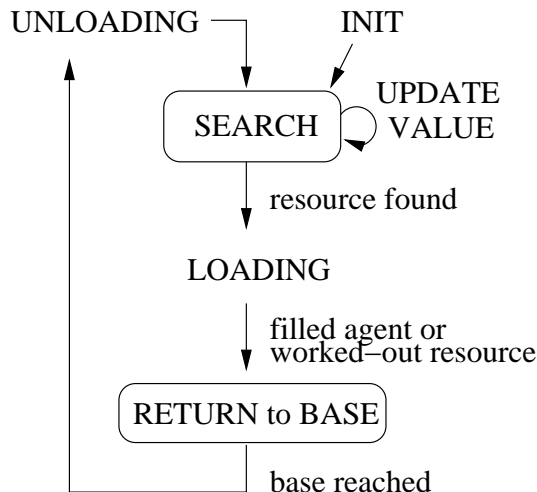 UNLOADING
INIT
UPDATE
VALUE
SEARCH
resource found
LOADING
filled agent or
worked−out resource
RETURN to BASE
base reached